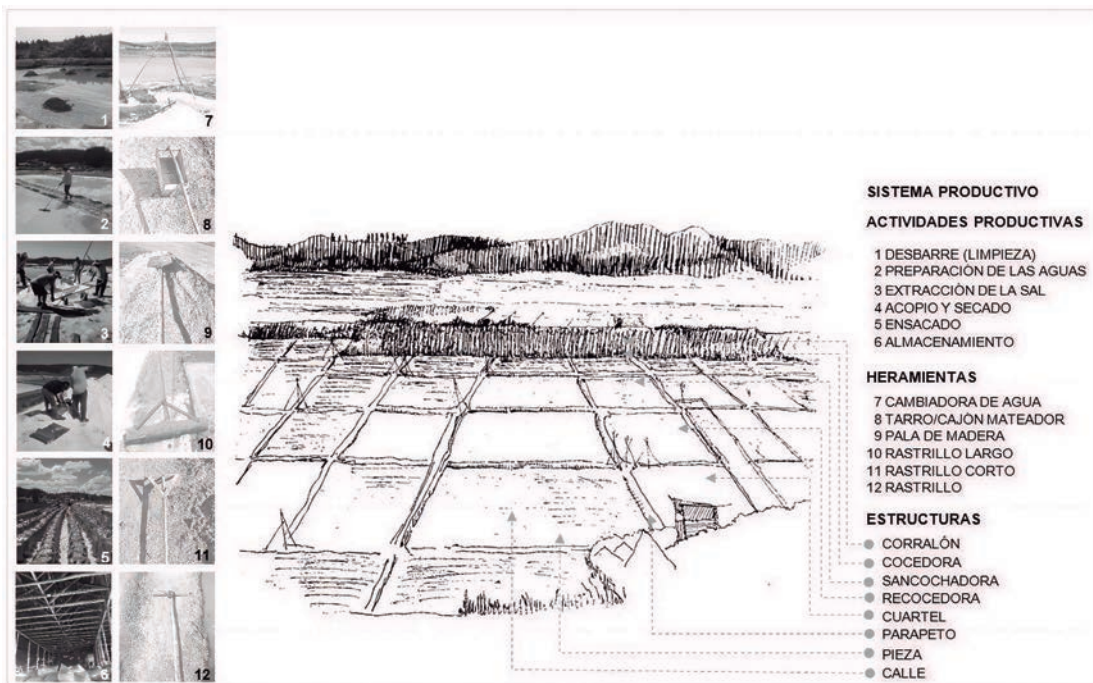 1
7
2
8
3
9
4
10
5
11
6
12
SISTEMA PRODUCTIVO
ACTIVIDADES PRODUCTIVAS
1 DESBARRE (LIMPIEZA)
2 PREPARACIÒN DE LAS AGUAS
3 EXTRACCIÒN DE LA SAL
4 ACOPIO Y SECADO
5 ENSACADO
6 ALMACENAMIENTO
HERAMIENTAS
7 CAMBIADORA DE AGUA
8 TARRO/CAJÓN MATEADOR
9 PALA DE MADERA
10 RASTRILLO LARGO
11 RASTRILLO CORTO
12 RASTRILLO
ESTRUCTURAS
CORRALÓN
COCEDORA
SANCOCHADORA
RECOCEDORA
CUARTEL
PARAPETO
PIEZA
CALLE